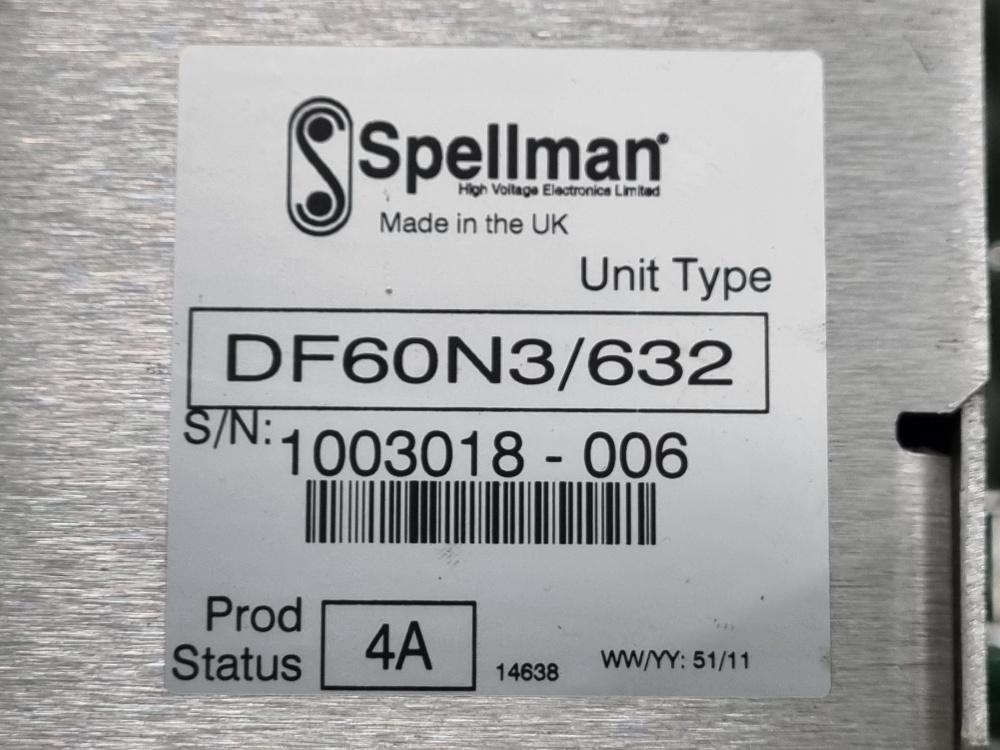 Spellman
High Voltage Electronics Limited
Made in the UK
Unit Type
DF60N3/632
S/N: 1003018 - 006
Prod
Status
4A
14638
WW/YY: 51/11